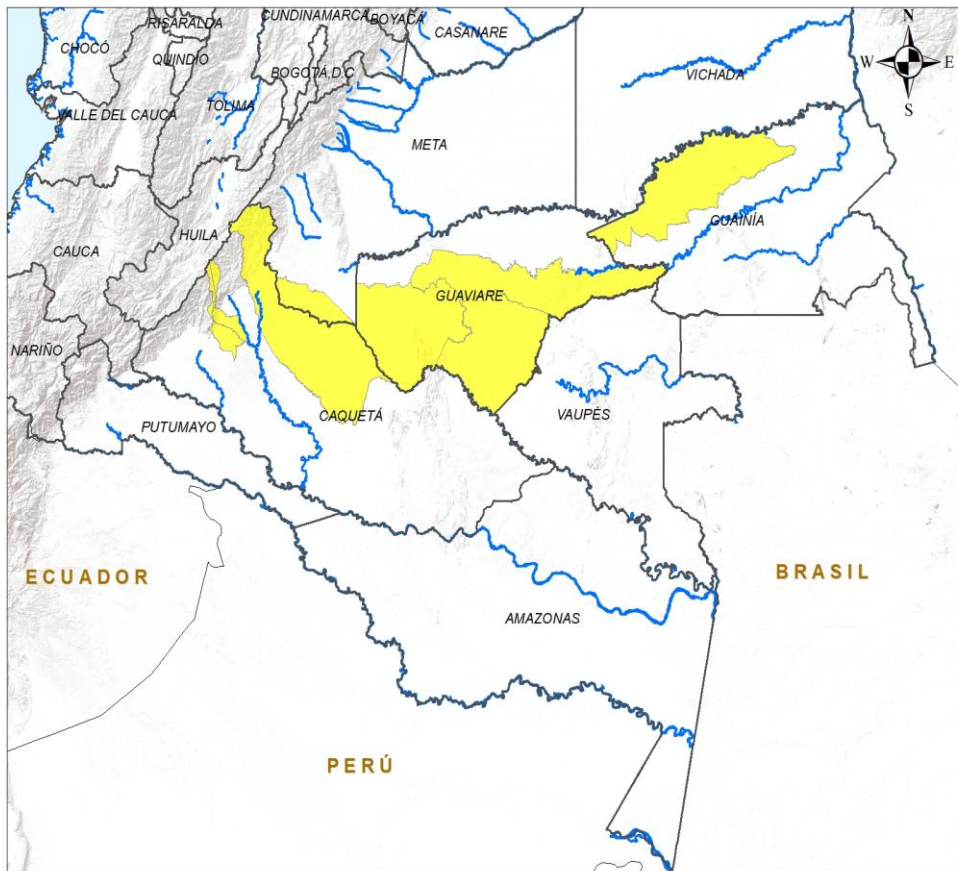 CUNDINAMARCA
BOYACÁ
RISARALDA
CASANARE
N
CHOCÓ
QUINDIO
BOGOTÁ.D.C
W
E
VICHADA
S
TOLIMA
VALLE DEL CAUCA
META
GUAINÍA
HUILA
CAUCA
GUAVIARE
NARIÑO
CAQUETÁ
VAUPÉS
PUTUMAYO
ECUADOR
BRASIL
AMAZONAS
PERÚ